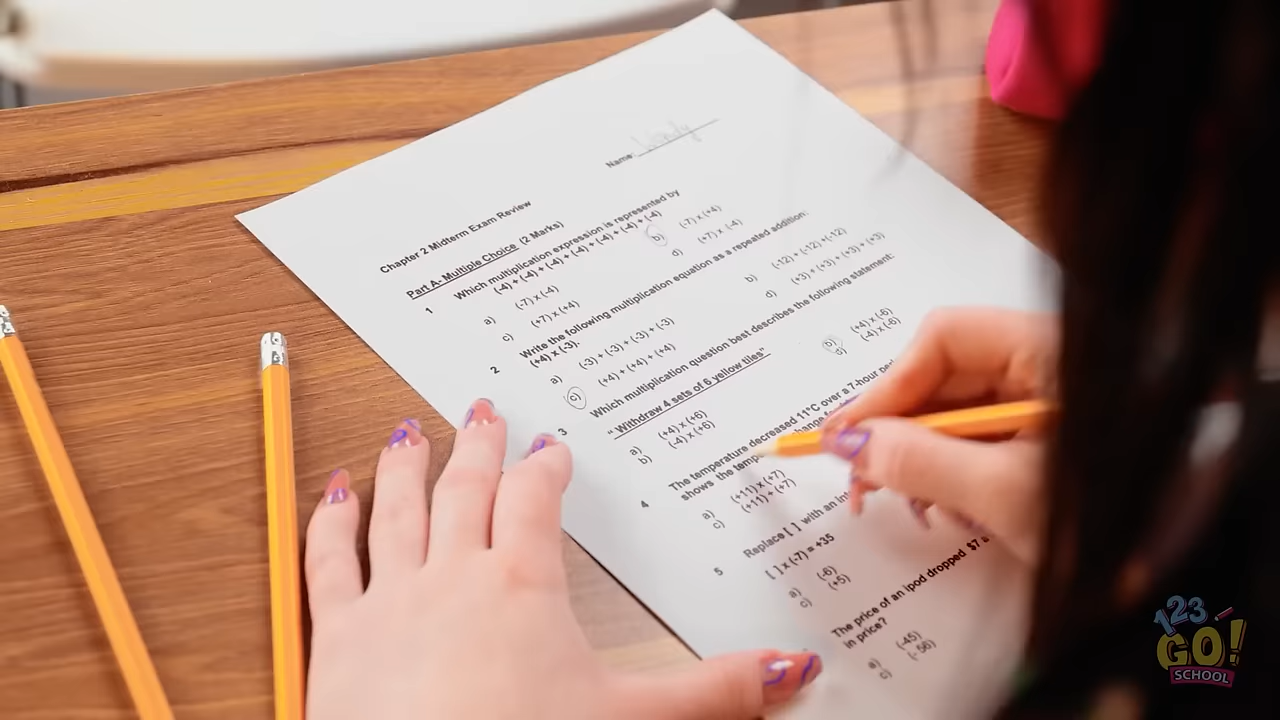 Name: Wendy
Chapter 2 Midterm Exam Review
Part A- Multiple Choice (2 Marks)
1 Which multiplication expression is represented by
(-4) + (-4) + (-4) + (-4) + (-4) + (-4) + (-4)
a) (-7) x (-4) b) (-7) x (+4)
c) (+7) x (+4) d) (+7) x (-4)
2 Write the following multiplication equation as a repeated addition:
(+4) x (-3).
a) (-3) + (-3) + (-3) + (-3) b) (-12) + (-12) + (-12)
c) (+4) + (+4) + (+4) d) (+3) + (+3) + (+3) + (+3)
3 Which multiplication question best describes the following statement:
" Withdraw 4 sets of 6 yellow tiles"
a) (+4) x (+6) b) (+4) x (-6)
b) (-4) x (+6) d) (-4) x (-6)
4 The temperature decreased 11°C over a 7-hour
shows the
a) (+11) x (+7)
c) (+11) + (+7)
5 Replace [ ] with an
[ ] x (-7) = +35
a) (-6)
c) (+5)
The price of an ipod dropped $7
in price?
a) (-45)
c) (-56)
123
GO!
SCHOOL